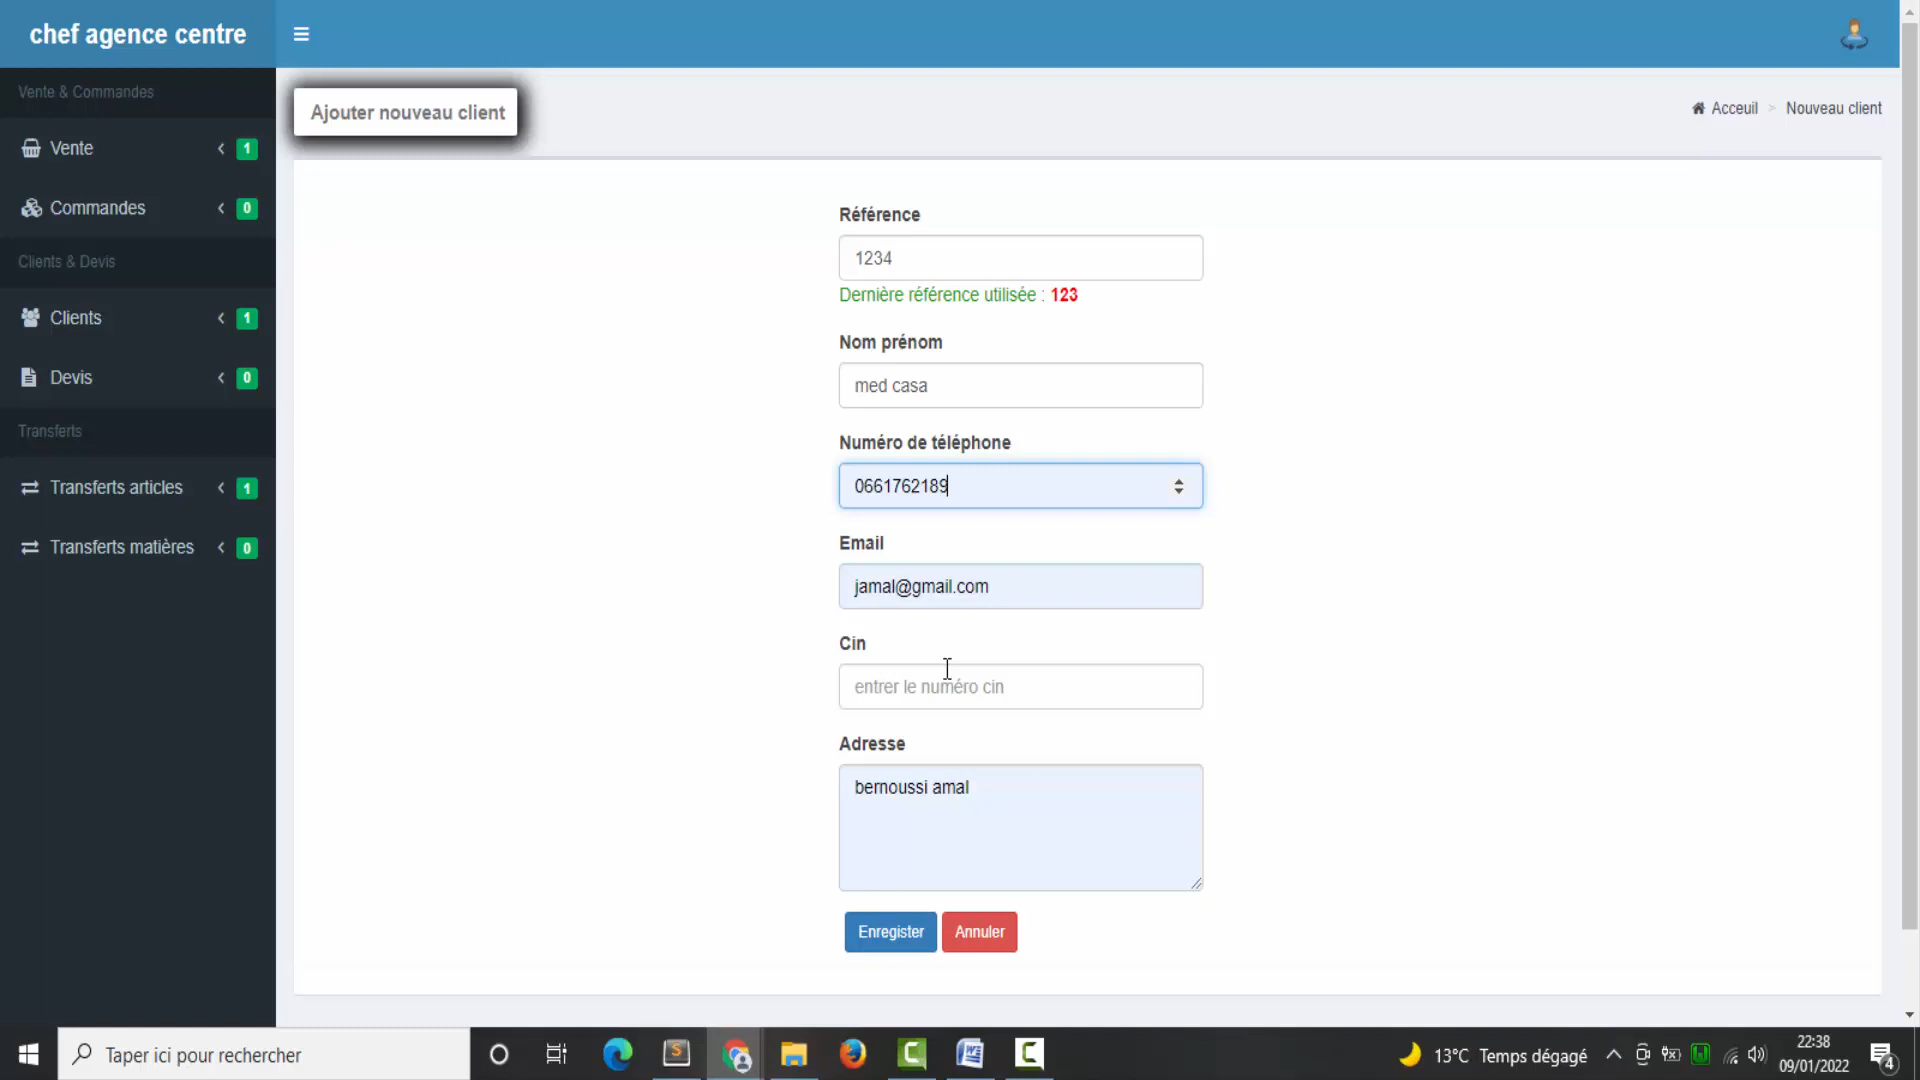 chef agence centre
Vente & Commandes
Ajouter nouveau client
Acceuil > Nouveau client
Vente 1
Commandes 0
Clients & Devis
Clients 1
Devis 0
Transferts
Transferts articles 1
Transferts matières 0
Référence
1234
Dernière référence utilisée : 123
Nom prénom
med casa
Numéro de téléphone
0661762189
Email
jamal@gmail.com
Cin
entrer le numéro cin
Adresse
bernoussi amal
Enregister Annuler
Taper ici pour rechercher
13°C Temps dégagé
22:38
09/01/2022
4